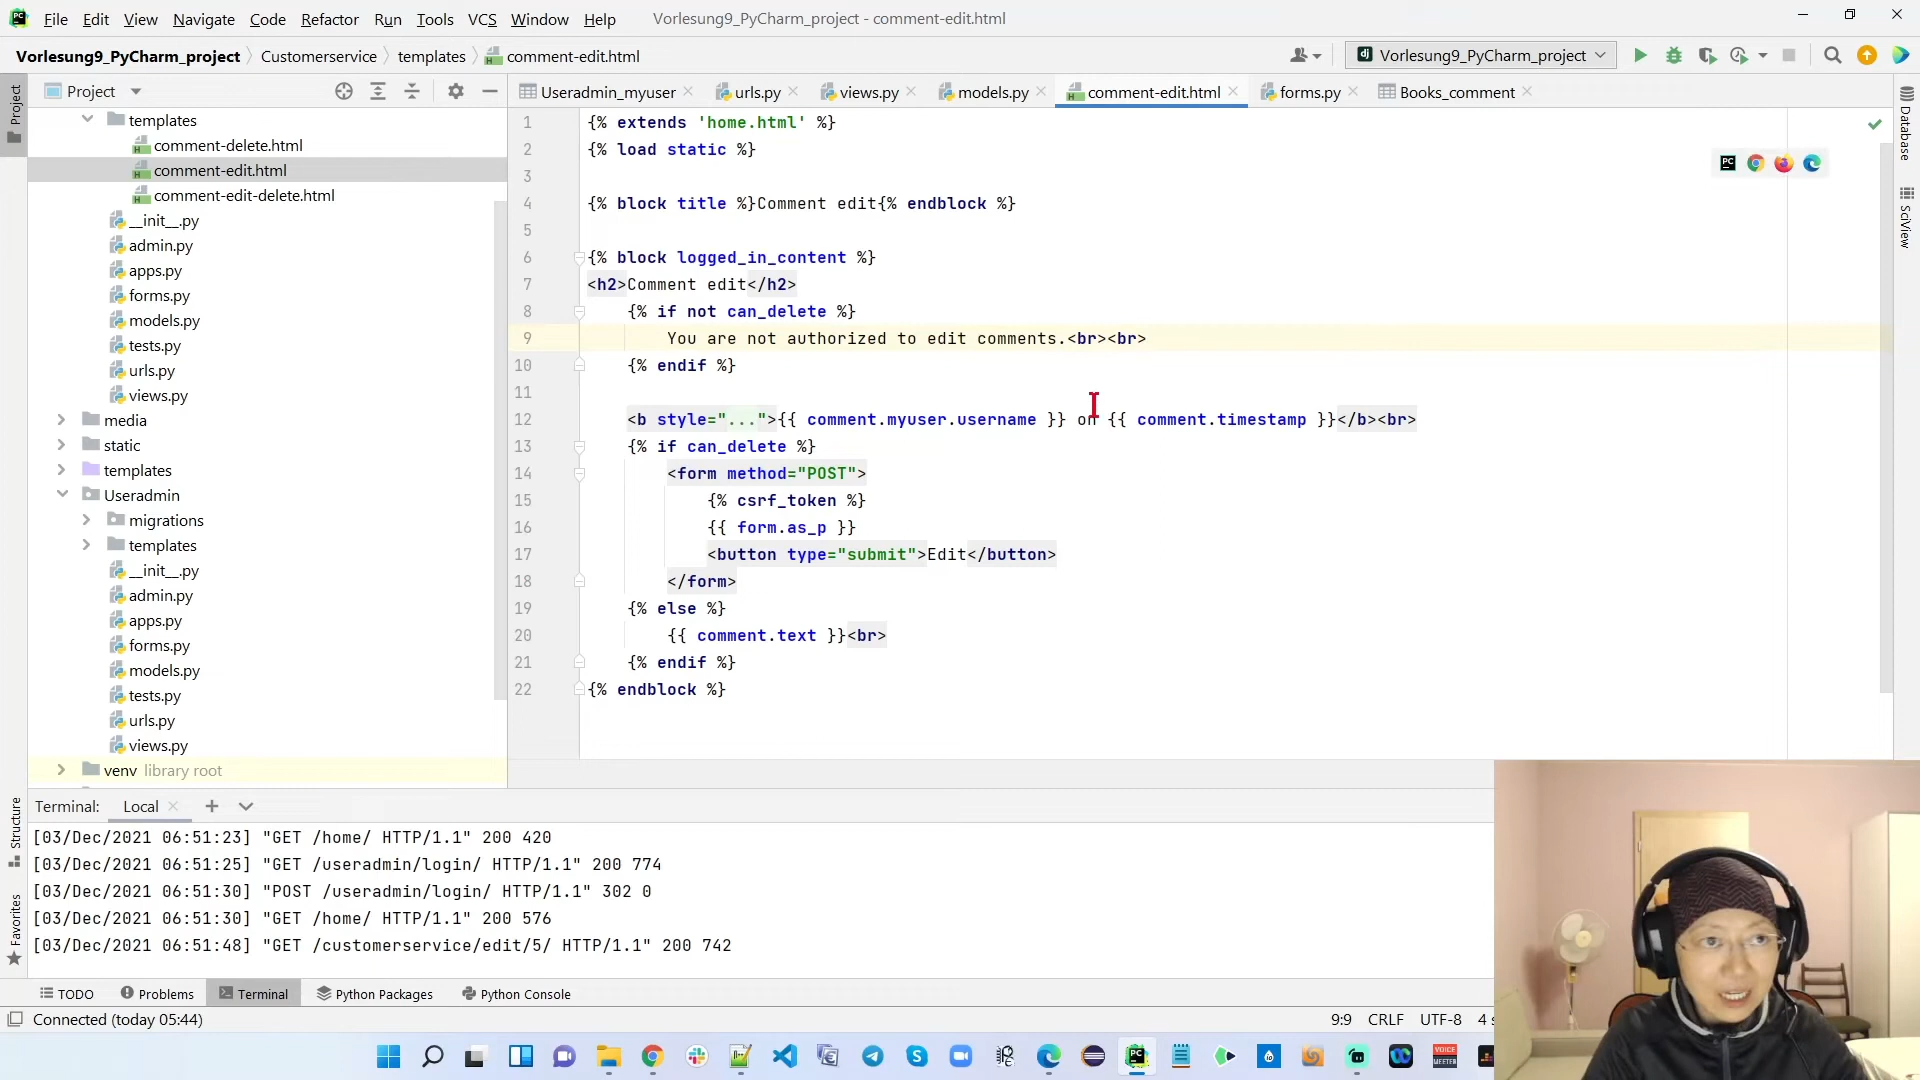 File Edit View Navigate Code Refactor Run Tools VCS Window Help Vorlesung9_PyCharm_project - comment-edit.html
Vorlesung9_PyCharm_project Customerservice templates comment-edit.html Vorlesung9_PyCharm_project
Project
Useradmin_myuser urls.py views.py models.py comment-edit.html forms.py Books_comment
Project
Database
SciView
Structure
Favorites
templates
comment-delete.html
comment-edit.html
comment-edit-delete.html
__init__.py
admin.py
apps.py
forms.py
models.py
tests.py
urls.py
views.py
media
static
templates
Useradmin
migrations
templates
__init__.py
admin.py
apps.py
forms.py
models.py
tests.py
urls.py
views.py
venv library root
1 {% extends 'home.html' %}
2 {% load static %}
3
4 {% block title %}Comment edit{% endblock %}
5
6 {% block logged_in_content %}
7 <h2>Comment edit</h2>
8 {% if not can_delete %}
9 You are not authorized to edit comments.<br><br>
10 {% endif %}
11
12 <b style="...">{{ comment.myuser.username }} on {{ comment.timestamp }}</b><br>
13 {% if can_delete %}
14 <form method="POST">
15 {% csrf_token %}
16 {{ form.as_p }}
17 <button type="submit">Edit</button>
18 </form>
19 {% else %}
20 {{ comment.text }}<br>
21 {% endif %}
22 {% endblock %}
Terminal: Local
[03/Dec/2021 06:51:23] "GET /home/ HTTP/1.1" 200 420
[03/Dec/2021 06:51:25] "GET /useradmin/login/ HTTP/1.1" 200 774
[03/Dec/2021 06:51:30] "POST /useradmin/login/ HTTP/1.1" 302 0
[03/Dec/2021 06:51:30] "GET /home/ HTTP/1.1" 200 576
[03/Dec/2021 06:51:48] "GET /customerservice/edit/5/ HTTP/1.1" 200 742
TODO Problems Terminal Python Packages Python Console
Connected (today 05:44) 9:9 CRLF UTF-8 4